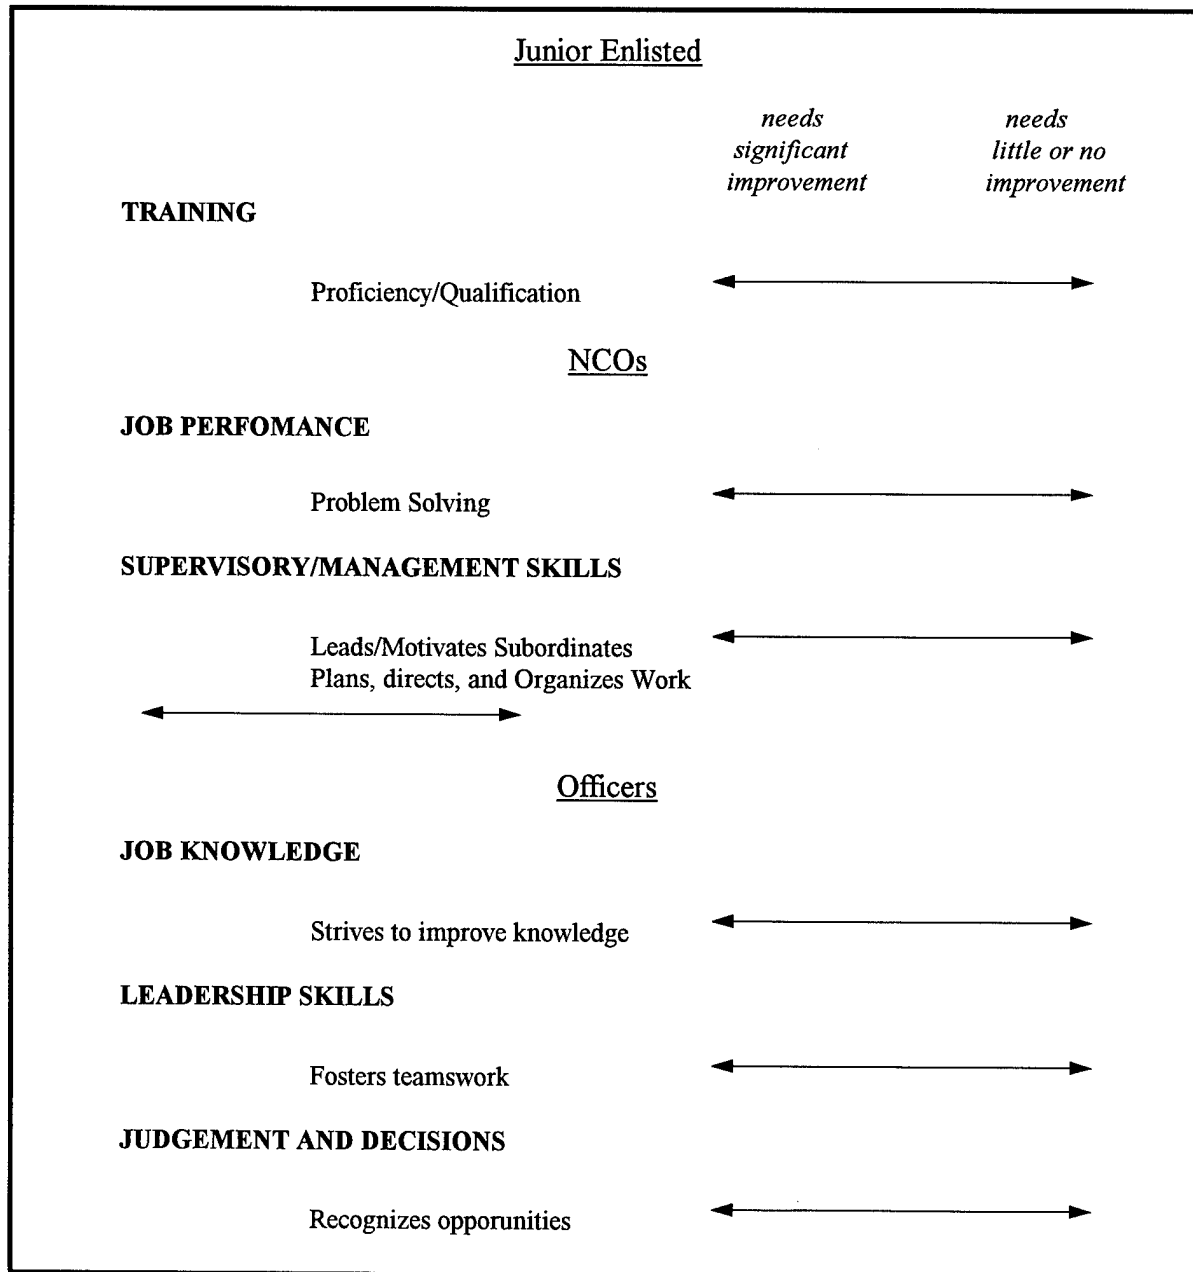 Junior Enlisted
needs
significant
improvement
needs
little or no
improvement
TRAINING
Proficiency/Qualification
NCOs
JOB PERFOMANCE
Problem Solving
SUPERVISORY/MANAGEMENT SKILLS
Leads/Motivates Subordinates
Plans, directs, and Organizes Work
Officers
JOB KNOWLEDGE
Strives to improve knowledge
LEADERSHIP SKILLS
Fosters teamswork
JUDGEMENT AND DECISIONS
Recognizes opporunities